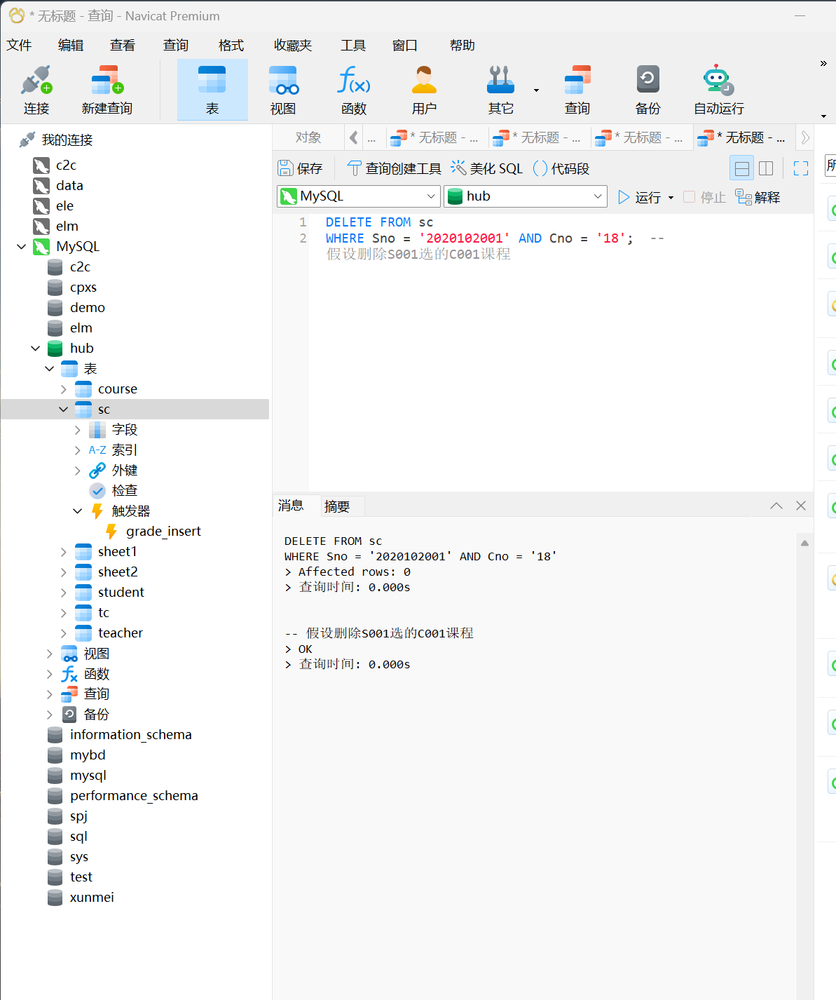 * 无标题 - 查询 - Navicat Premium
文件 编辑 查看 查询 格式 收藏夹 工具 窗口 帮助
连接 新建查询 表 视图 函数 用户 其它 查询 备份 自动运行
我的连接
c2c
data
ele
elm
MySQL
c2c
cpxs
demo
elm
hub
表
course
sc
字段
A-Z 索引
外键
检查
触发器
grade_insert
sheet1
sheet2
student
tc
teacher
视图
函数
查询
备份
information_schema
mybd
mysql
performance_schema
spj
sql
sys
test
xunmei
对象 ... * 无标题 - ... * 无标题 - ... * 无标题 - ... * 无标题 - ...
保存 查询创建工具 美化 SQL () 代码段
MySQL hub 运行 停止 解释
1 DELETE FROM sc
2 WHERE Sno = '2020102001' AND Cno = '18'; --
假设删除S001选的C001课程
消息 摘要
DELETE FROM sc
WHERE Sno = '2020102001' AND Cno = '18'
> Affected rows: 0
> 查询时间: 0.000s
-- 假设删除S001选的C001课程
> OK
> 查询时间: 0.000s